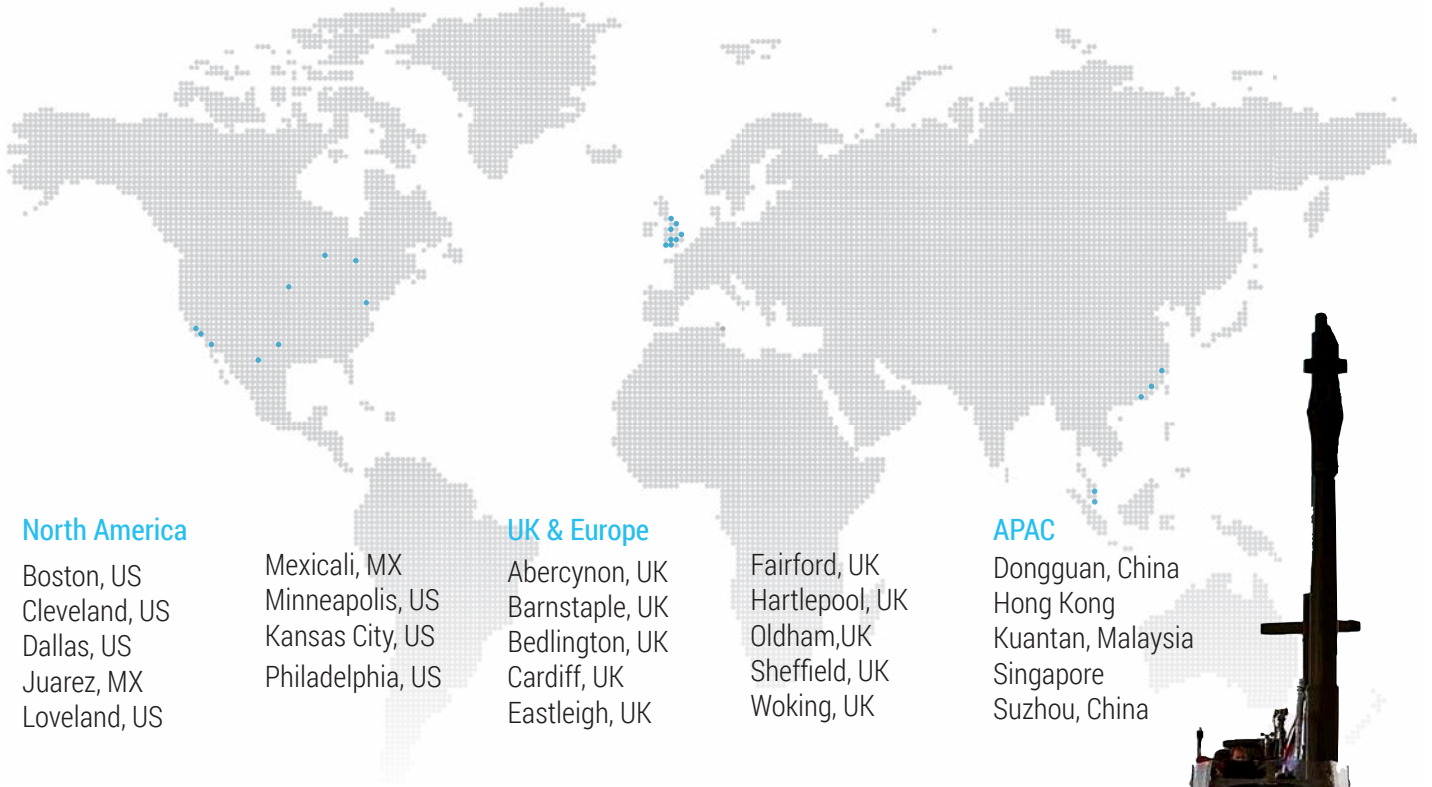 North America
Boston, US
Cleveland, US
Dallas, US
Juarez, MX
Loveland, US
Mexicali, MX
Minneapolis, US
Kansas City, US
Philadelphia, US
UK & Europe
Abercynon, UK
Barnstaple, UK
Bedlington, UK
Cardiff, UK
Eastleigh, UK
Fairford, UK
Hartlepool, UK
Oldham,UK
Sheffield, UK
Woking, UK
APAC
Dongguan, China
Hong Kong
Kuantan, Malaysia
Singapore
Suzhou, China